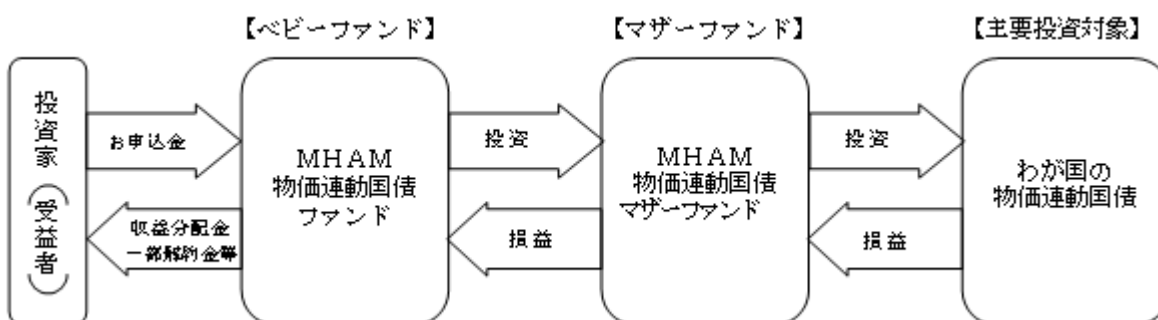 【ベビーファンド】
【マザーファンド】
【主要投資対象】
投資家(受益者)
お申込金
収益分配金
一部解約金等
MHAM
物価連動国債
ファンド
投資
損益
MHAM
物価連動国債
マザーファンド
投資
損益
わが国の
物価連動国債